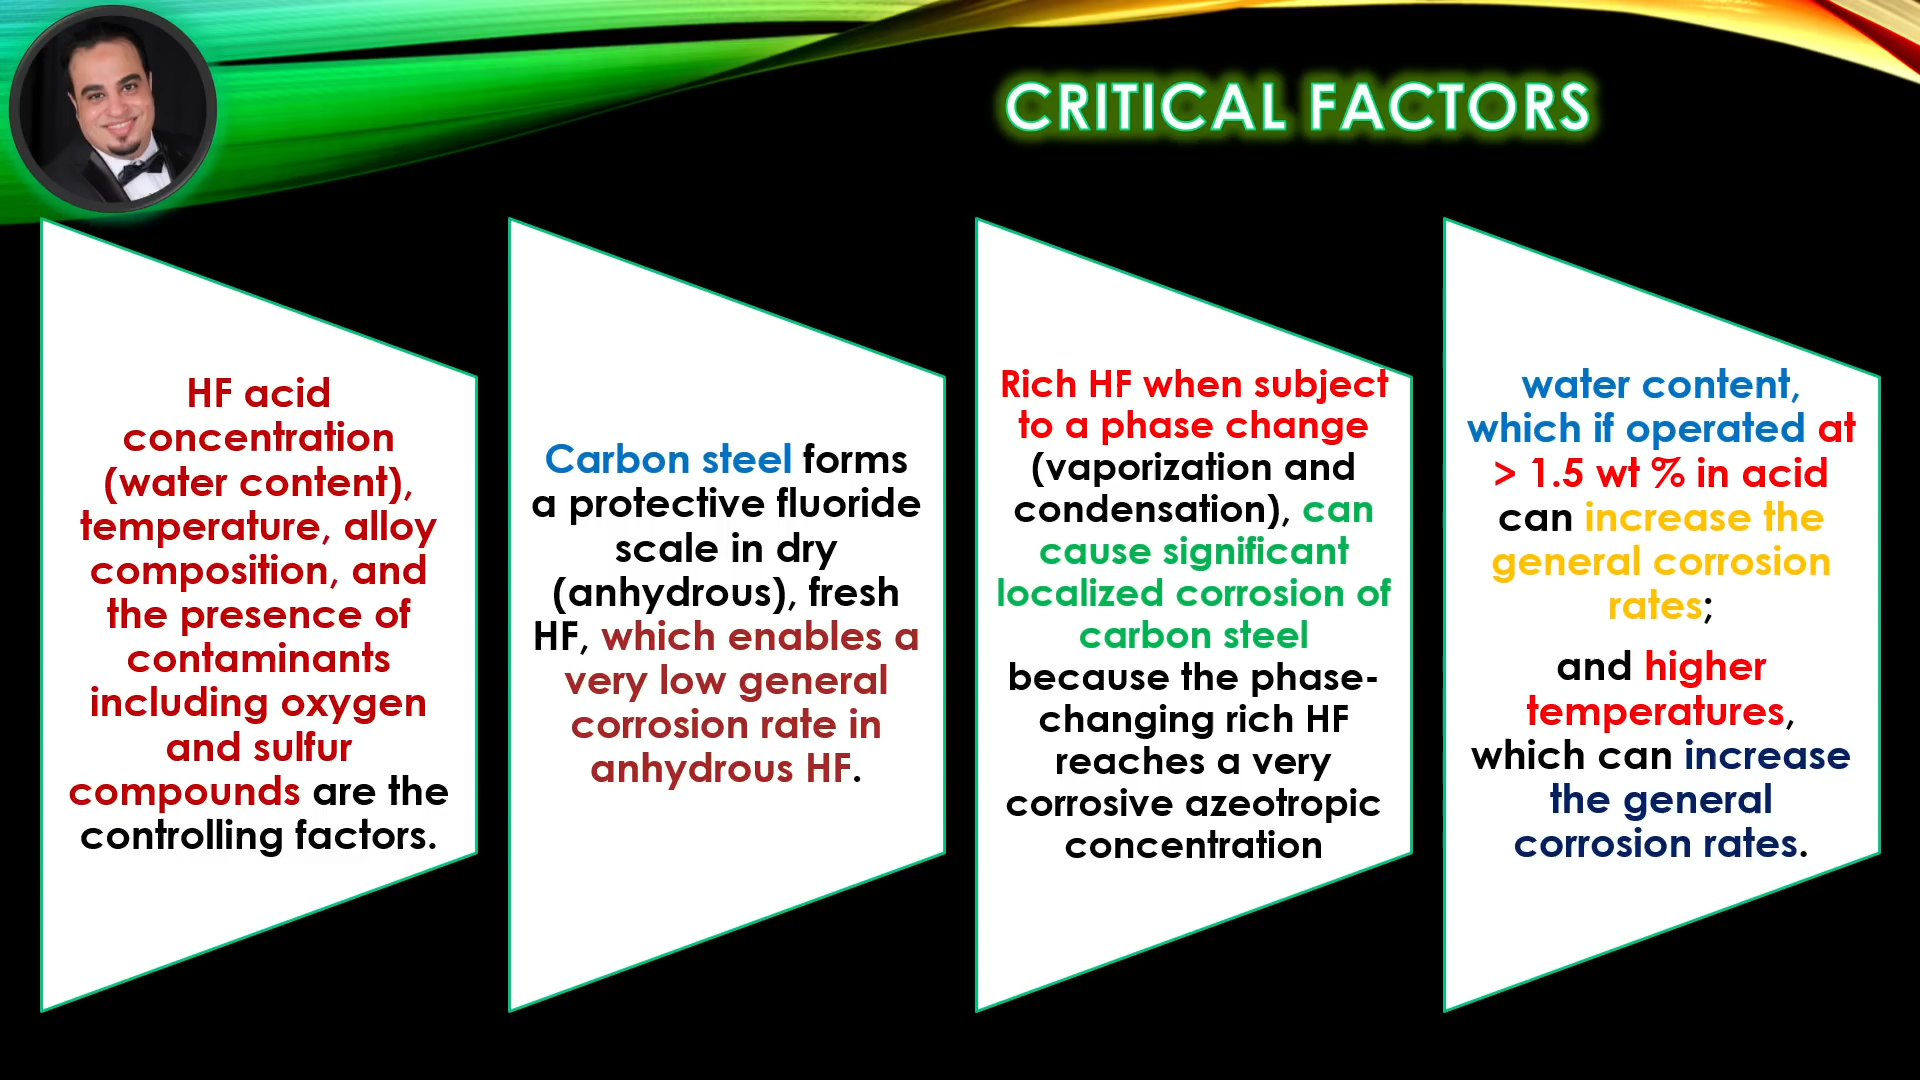 CRITICAL FACTORS
HF acid
concentration
(water content),
temperature, alloy
composition, and
the presence of
contaminants
including oxygen
and sulfur
compounds are the
controlling factors.
Carbon steel forms
a protective fluoride
scale in dry
(anhydrous), fresh
HF, which enables a
very low general
corrosion rate in
anhydrous HF.
Rich HF when subject
to a phase change
(vaporization and
condensation), can
cause significant
localized corrosion of
carbon steel
because the phase-
changing rich HF
reaches a very
corrosive azeotropic
concentration
water content,
which if operated at
> 1.5 wt % in acid
can increase the
general corrosion
rates;
and higher
temperatures,
which can increase
the general
corrosion rates.